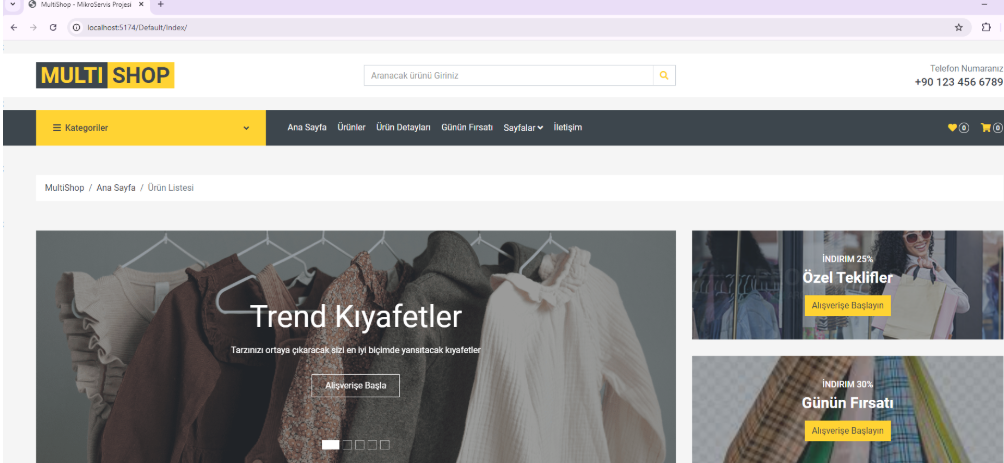 MultiShop - MikroServis Projesi
localhost:5174/Default/Index/
MULTI SHOP
Aranacak ürünü Giriniz
Telefon Numaranız
+90 123 456 6789
Kategoriler
Ana Sayfa Ürünler Ürün Detayları Günün Fırsatı Sayfalar İletişim
0 0
MultiShop / Ana Sayfa / Ürün Listesi
Trend Kıyafetler
Tarzınızı ortaya çıkaracak sizi en iyi biçimde yansıtacak kıyafetler
Alişverişe Başla
İNDIRIM 25%
Özel Teklifler
Alışverişe Başlayın
İNDIRIM 30%
Günün Fırsatı
Alışverişe Başlayın